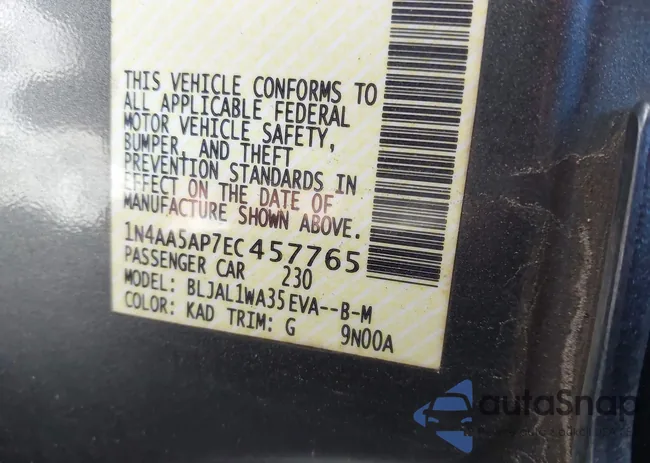 THIS VEHICLE CONFORMS TO
ALL APPLICABLE FEDERAL
MOTOR VEHICLE SAFETY,
BUMPER, AND THEFT
PREVENTION STANDARDS IN
EFFECT ON THE DATE OF
MANUFACTURE SHOWN ABOVE.
1N4AA5AP7EC457765
PASSENGER CAR 230
MODEL: BLJAL1WA35EVA--B-M
COLOR: KAD TRIM: G 9N00A
autoSnap